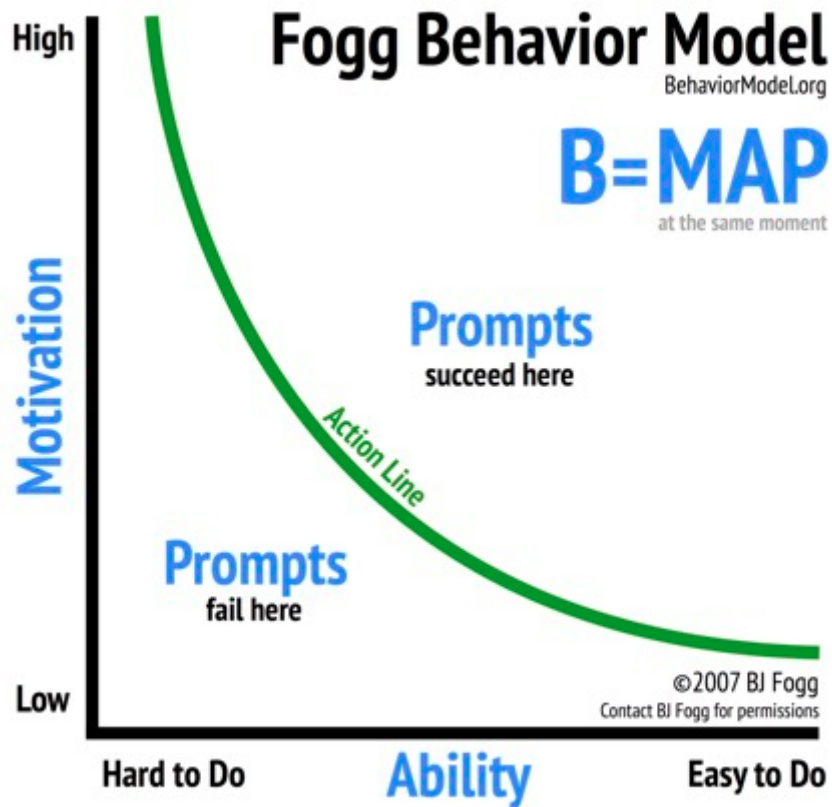 High
Fogg Behavior Model
BehaviorModel.org
B=MAP
at the same moment
Motivation
Prompts
succeed here
Action Line
Prompts
fail here
Low
©2007 BJ Fogg
Contact BJ Fogg for permissions
Hard to Do
Ability
Easy to Do